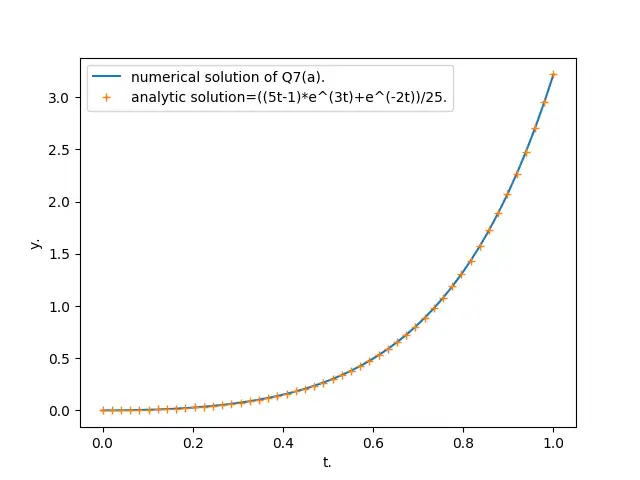 numerical solution of Q7(a).
analytic solution=((5t-1)*e^(3t)+e^(-2t))/25.
3.0
2.5
2.0
1.5
1.0
0.5
0.0
y.
0.0 0.2 0.4 0.6 0.8 1.0
t.